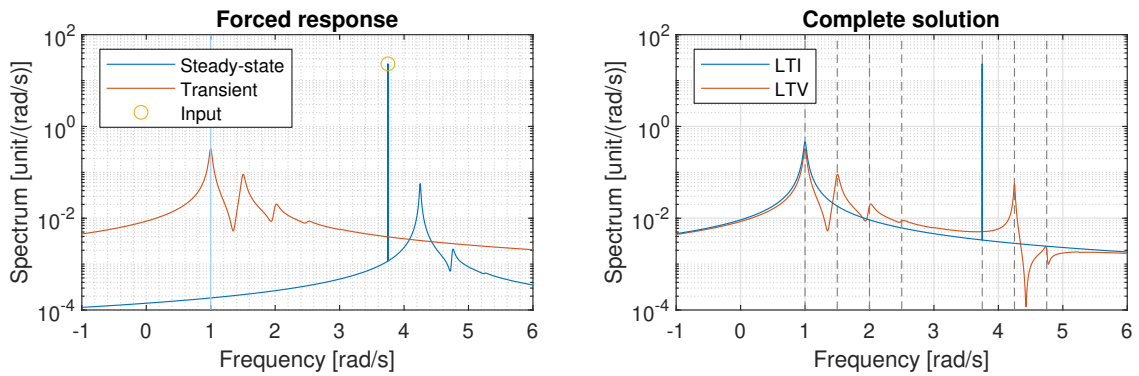 Forced response
Spectrum [unit/(rad/s)]
10^2
10^0
10^-2
10^-4
Steady-state
Transient
Input
-1 0 1 2 3 4 5 6
Frequency [rad/s]
Complete solution
Spectrum [unit/(rad/s)]
10^2
10^0
10^-2
10^-4
LTI
LTV
-1 0 1 2 3 4 5 6
Frequency [rad/s]